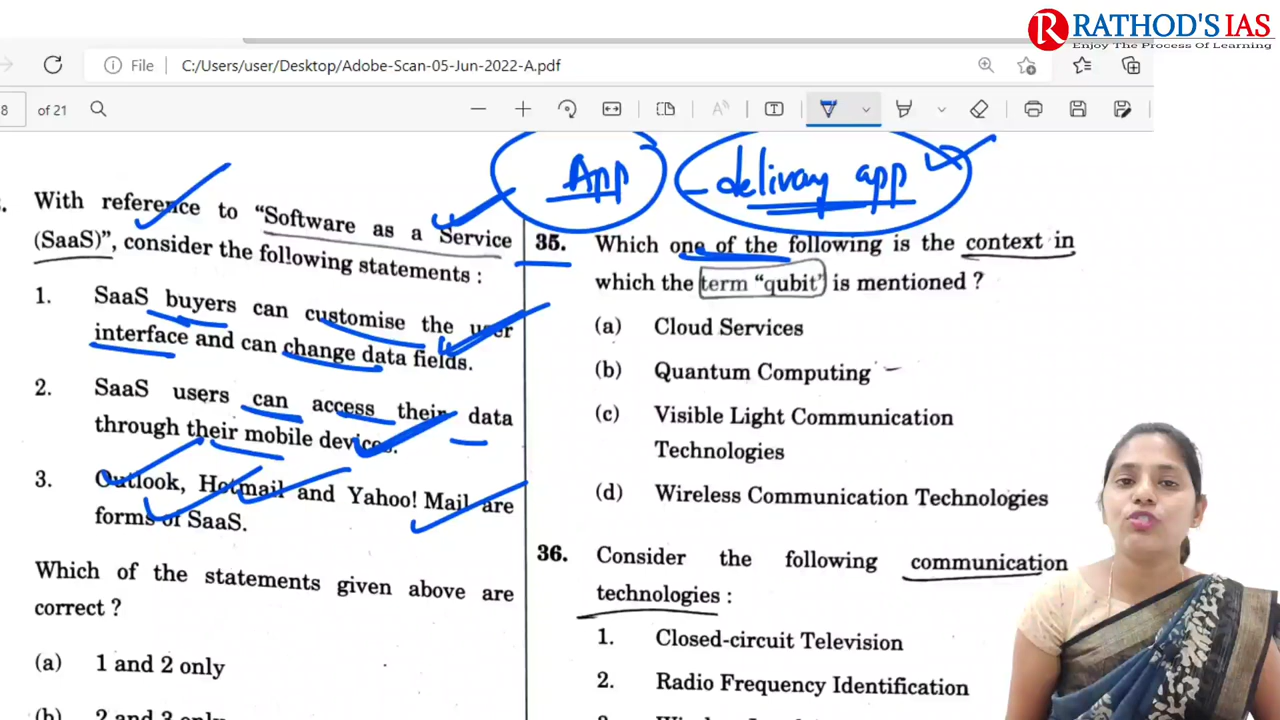 RATHOD'S IAS
Enjoy The Process Of Learning
File
C:/Users/user/Desktop/Adobe-Scan-05-Jun-2022-A.pdf
8
of 21
App
delivary app
With reference to "Software as a Service
(SaaS)", consider the following statements :
1. SaaS buyers can customise the user
interface and can change data fields.
2. SaaS users can access their data
through their mobile devices.
3. Outlook, Hotmail and Yahoo! Mail are
forms of SaaS.
Which of the statements given above are
correct ?
(a) 1 and 2 only
(b) 2 and 3 only
35. Which one of the following is the context in
which the term "qubit" is mentioned ?
(a) Cloud Services
(b) Quantum Computing
(c) Visible Light Communication
Technologies
(d) Wireless Communication Technologies
36. Consider the following communication
technologies :
1. Closed-circuit Television
2. Radio Frequency Identification